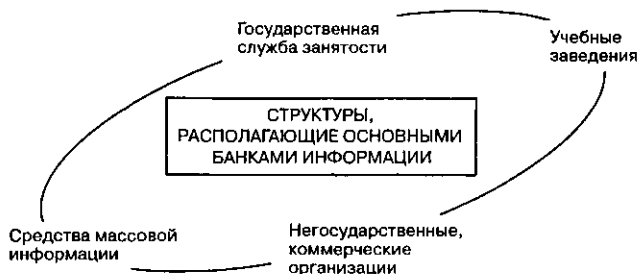 Государственная
служба занятости
Учебные
заведения
СТРУКТУРЫ,
РАСПОЛАГАЮЩИЕ ОСНОВНЫМИ
БАНКАМИ ИНФОРМАЦИИ
Средства массовой
информации
Негосударственные,
коммерческие
организации